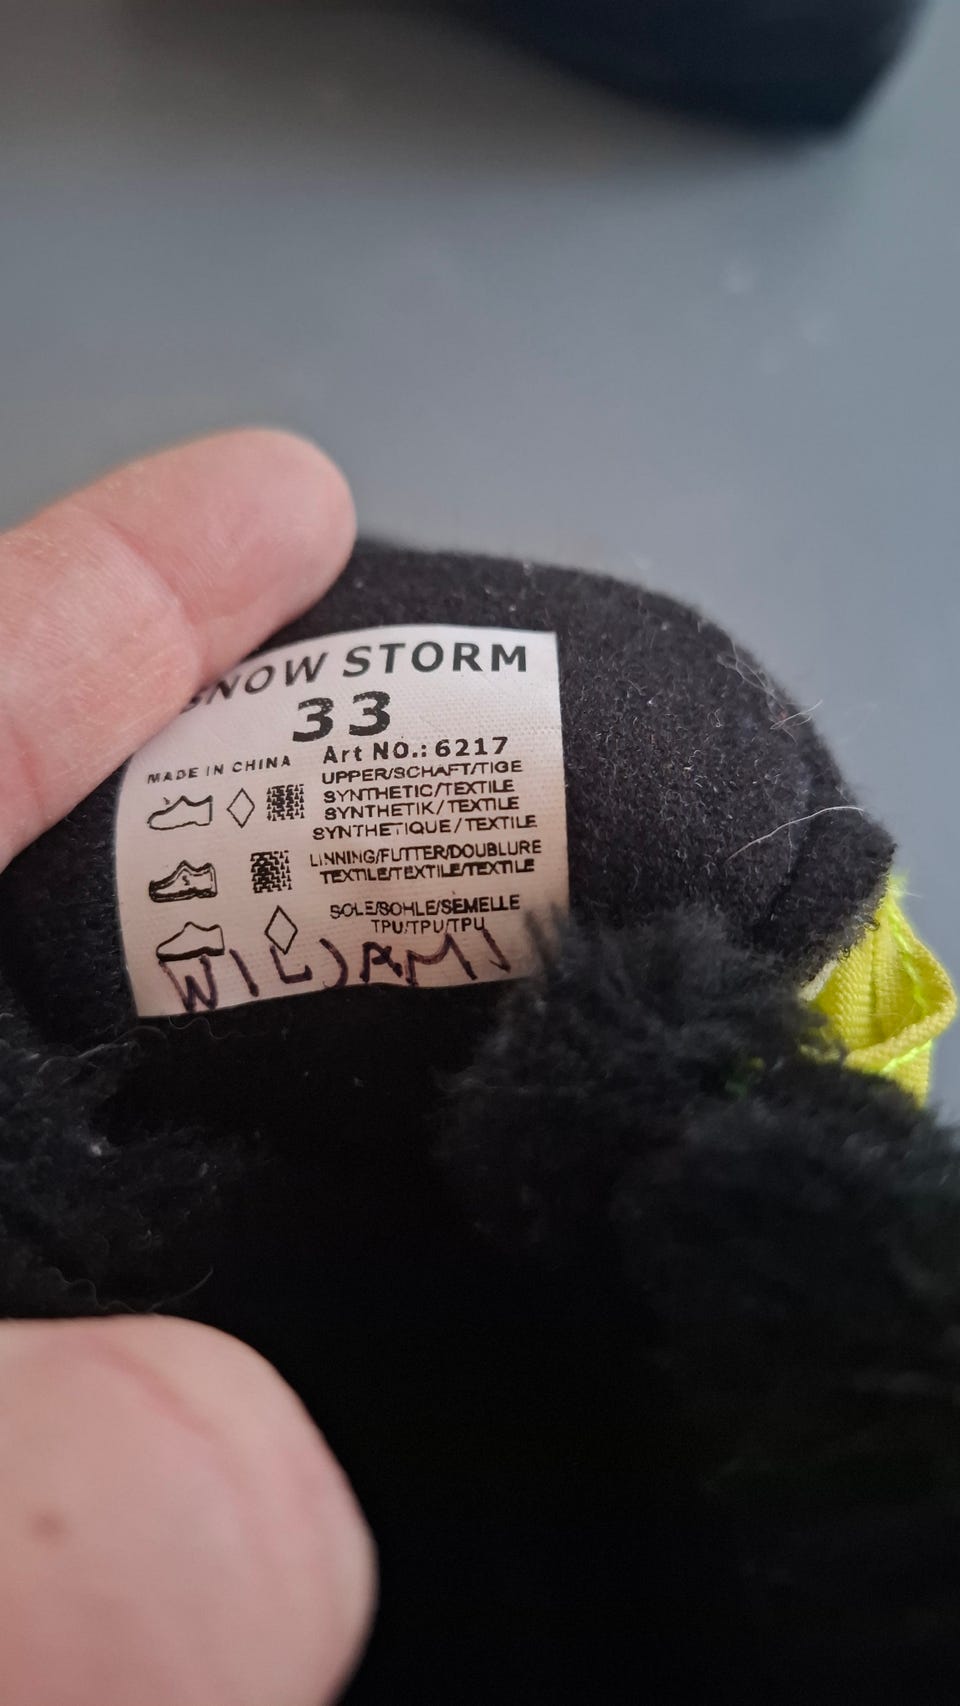 SNOW STORM
33
Art NO.: 6217
MADE IN CHINA
UPPER/SCHAFT/TIGE
SYNTHETIC/TEXTILE
SYNTHETIK/TEXTILE
SYNTHETIQUE/TEXTILE
LINNING/FUTTER/DOUBLURE
TEXTILE/TEXTILE/TEXTILE
SOLE/SOHLE/SEMELLE
TPU/TPU/TPU
WILJAMI